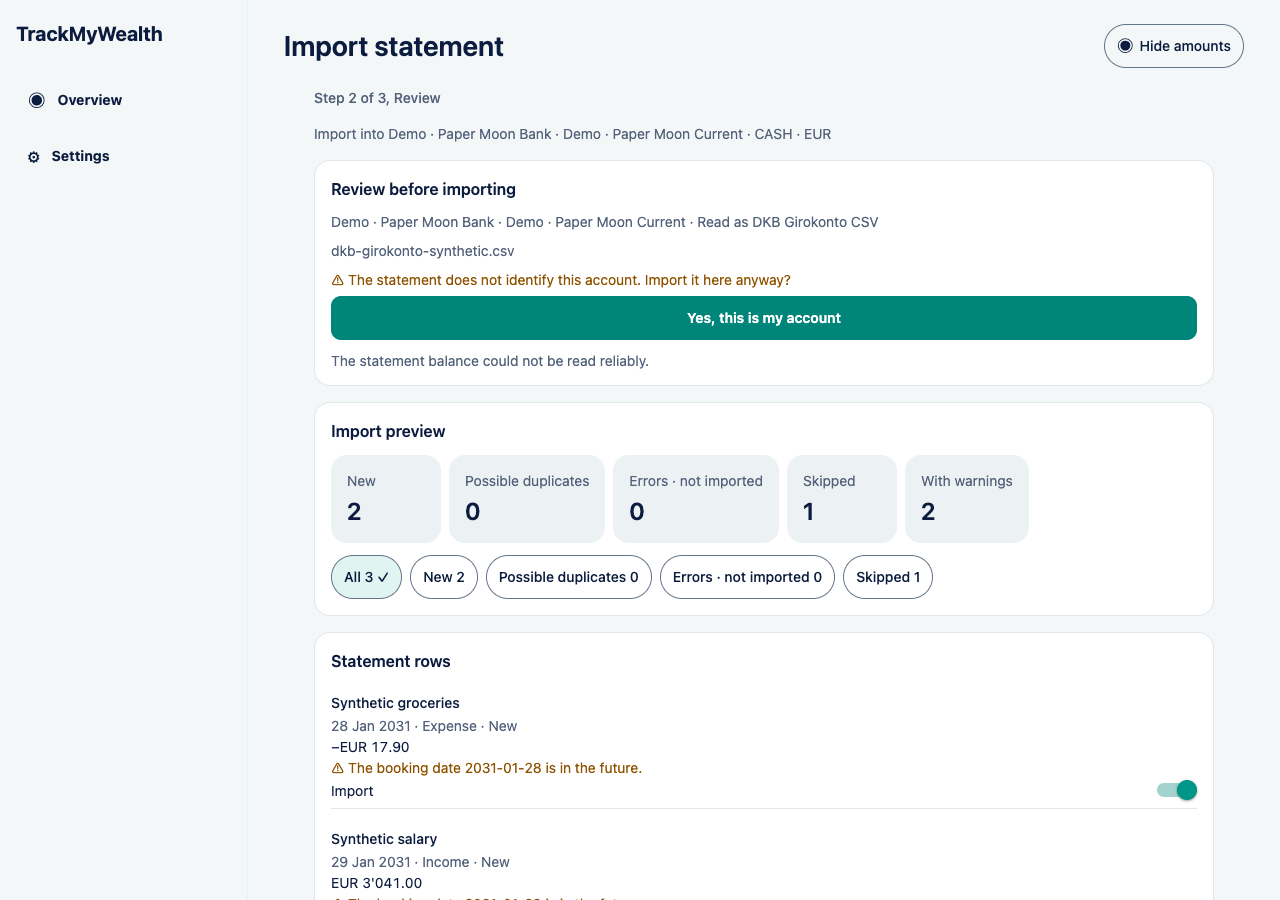 TrackMyWealth
Import statement
Hide amounts
Overview
Settings
Step 2 of 3, Review
Import into Demo · Paper Moon Bank · Demo · Paper Moon Current · CASH · EUR
Review before importing
Demo · Paper Moon Bank · Demo · Paper Moon Current · Read as DKB Girokonto CSV
dkb-girokonto-synthetic.csv
⚠ The statement does not identify this account. Import it here anyway?
Yes, this is my account
The statement balance could not be read reliably.
Import preview
New
2
Possible duplicates
0
Errors · not imported
0
Skipped
1
With warnings
2
All 3 ✓
New 2
Possible duplicates 0
Errors · not imported 0
Skipped 1
Statement rows
Synthetic groceries
28 Jan 2031 · Expense · New
−EUR 17.90
⚠ The booking date 2031-01-28 is in the future.
Import
Synthetic salary
29 Jan 2031 · Income · New
EUR 3'041.00